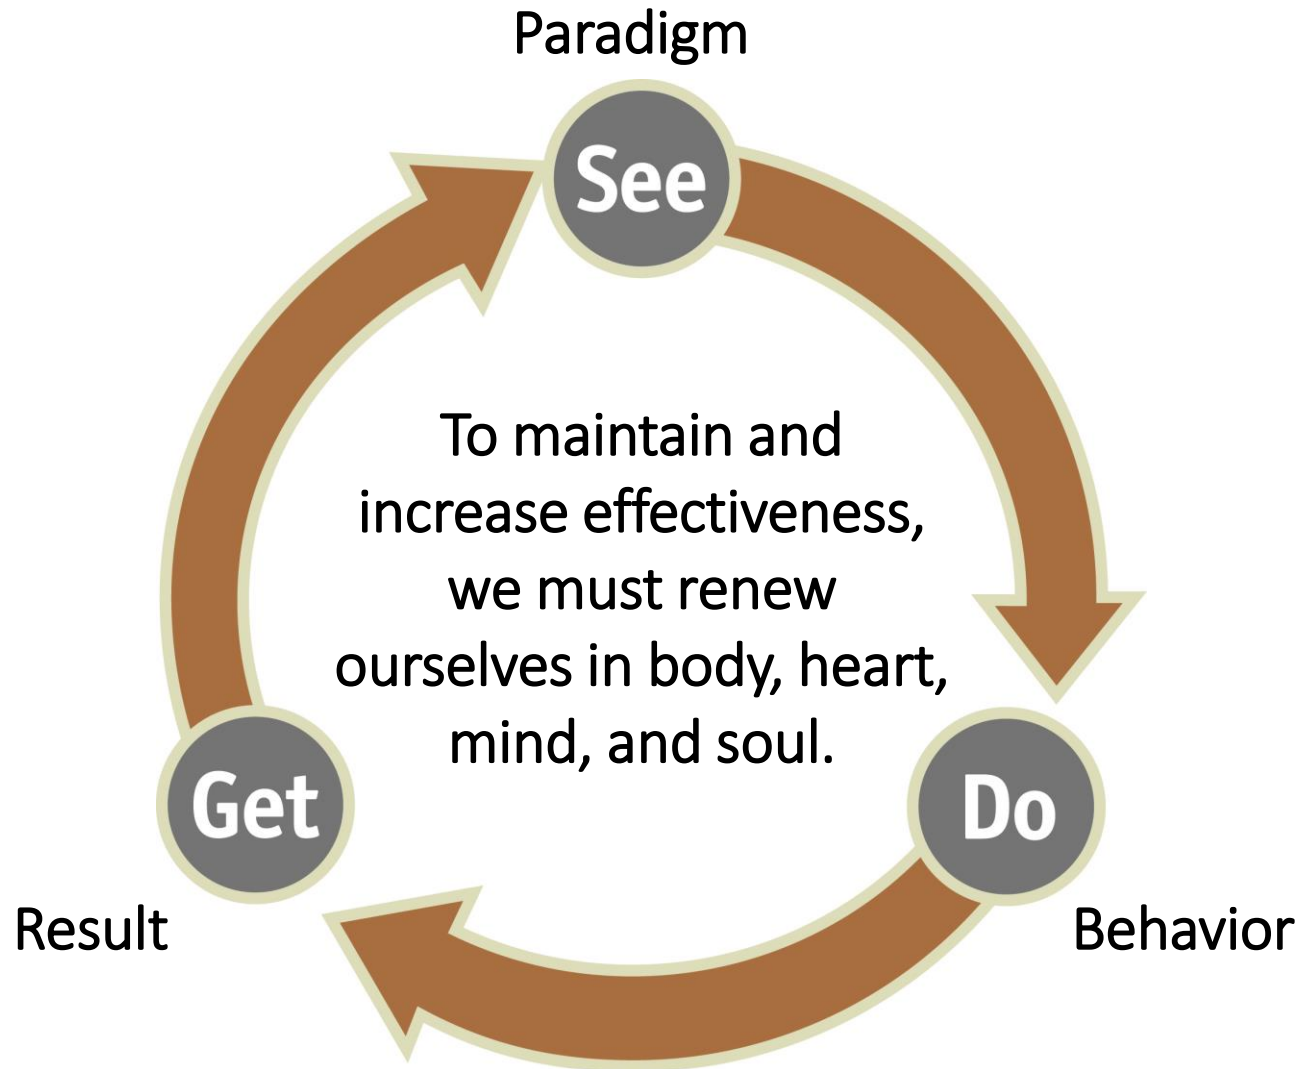 Paradigm
See
To maintain and
increase effectiveness,
we must renew
ourselves in body, heart,
mind, and soul.
Get
Do
Result
Behavior